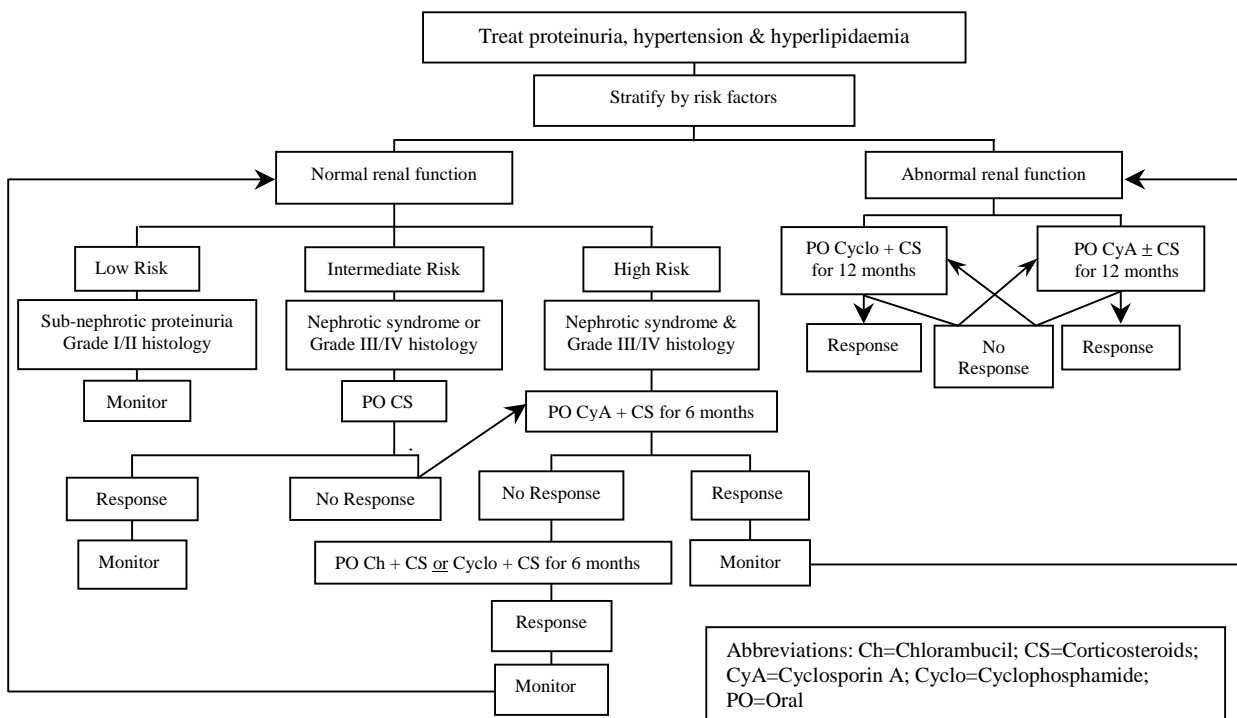 Treat proteinuria, hypertension & hyperlipidaemia
Stratify by risk factors
Normal renal function
Abnormal renal function
Low Risk
Intermediate Risk
High Risk
PO Cyclo + CS
for 12 months
PO CyA ± CS
for 12 months
Sub-nephrotic proteinuria
Grade I/II histology
Nephrotic syndrome or
Grade III/IV histology
Nephrotic syndrome &
Grade III/IV histology
Response
No
Response
Response
Monitor
PO CS
PO CyA + CS for 6 months
Response
No Response
No Response
Response
Monitor
PO Ch + CS or Cyclo + CS for 6 months
Monitor
Response
Monitor
Abbreviations: Ch=Chlorambucil; CS=Corticosteroids;
CyA=Cyclosporin A; Cyclo=Cyclophosphamide;
PO=Oral